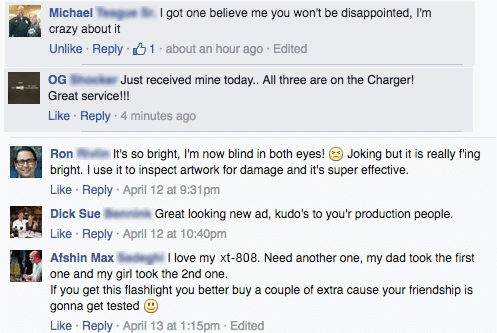 Michael I got one believe me you won't be disappointed, I'm
crazy about it
Unlike · Reply · 1 · about an hour ago · Edited
OG Just received mine today.. All three are on the Charger!
Great service!!!
Like · Reply · 4 minutes ago
Ron It's so bright, I'm now blind in both eyes! Joking but it is really f'ing
bright. I use it to inspect artwork for damage and it's super effective.
Like · Reply · April 12 at 9:31pm
Dick Sue Great looking new ad, kudo's to you'r production people.
Like · Reply · April 12 at 10:40pm
Afshin Max I love my xt-808. Need another one, my dad took the first
one and my girl took the 2nd one.
If you get this flashlight you better buy a couple of extra cause your friendship is
gonna get tested
Like · Reply · April 13 at 1:15pm · Edited